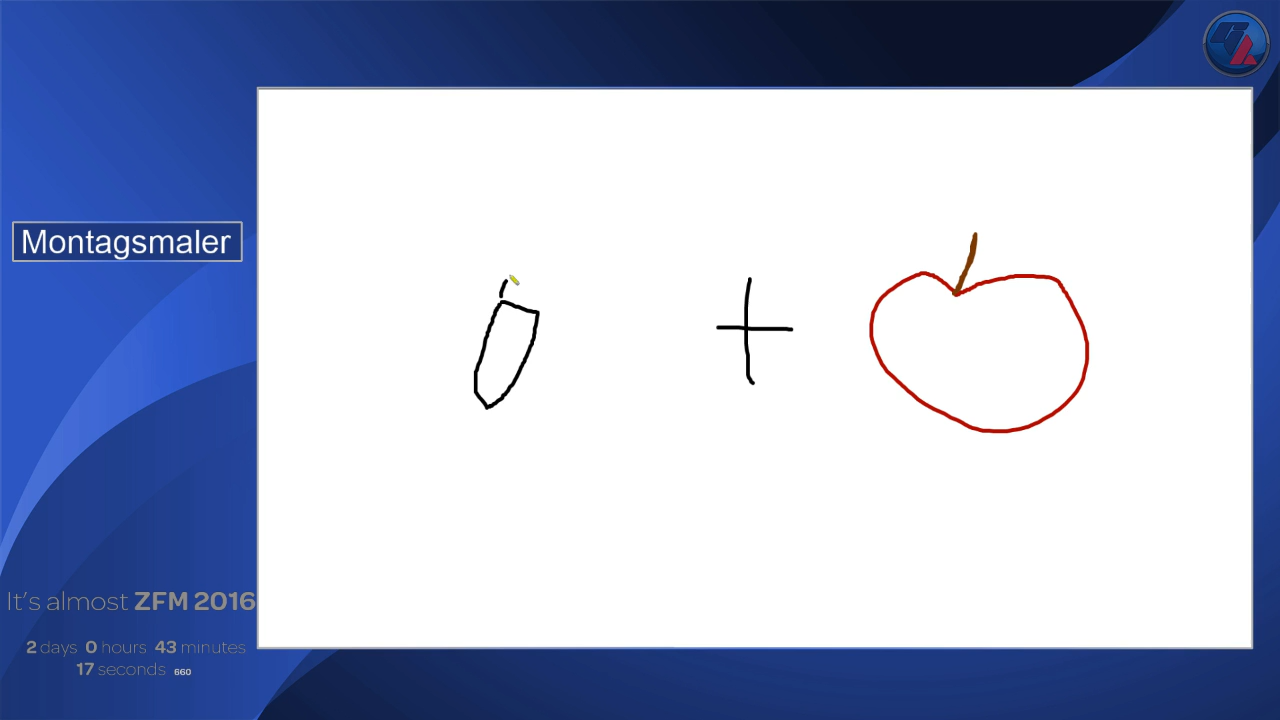 Montagsmaler
It's almost ZFM 2016
2 days 0 hours 43 minutes
17 seconds 660